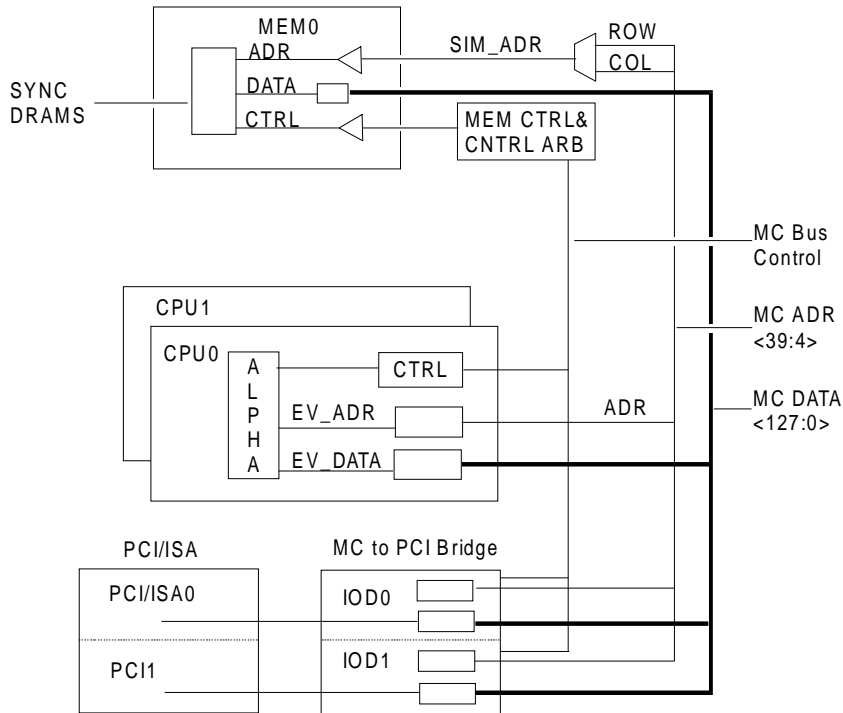 MEM0
ADR
SIM_ADR
ROW
COL
SYNC
DRAMS
DATA
CTRL
MEM CTRL&
CNTRL ARB
MC Bus
Control
CPU1
CPU0
ALPHA
CTRL
MC ADR
<39:4>
EV_ADR
ADR
MC DATA
<127:0>
EV_DATA
PCI/ISA
MC to PCI Bridge
PCI/ISA0
IOD0
PCI1
IOD1